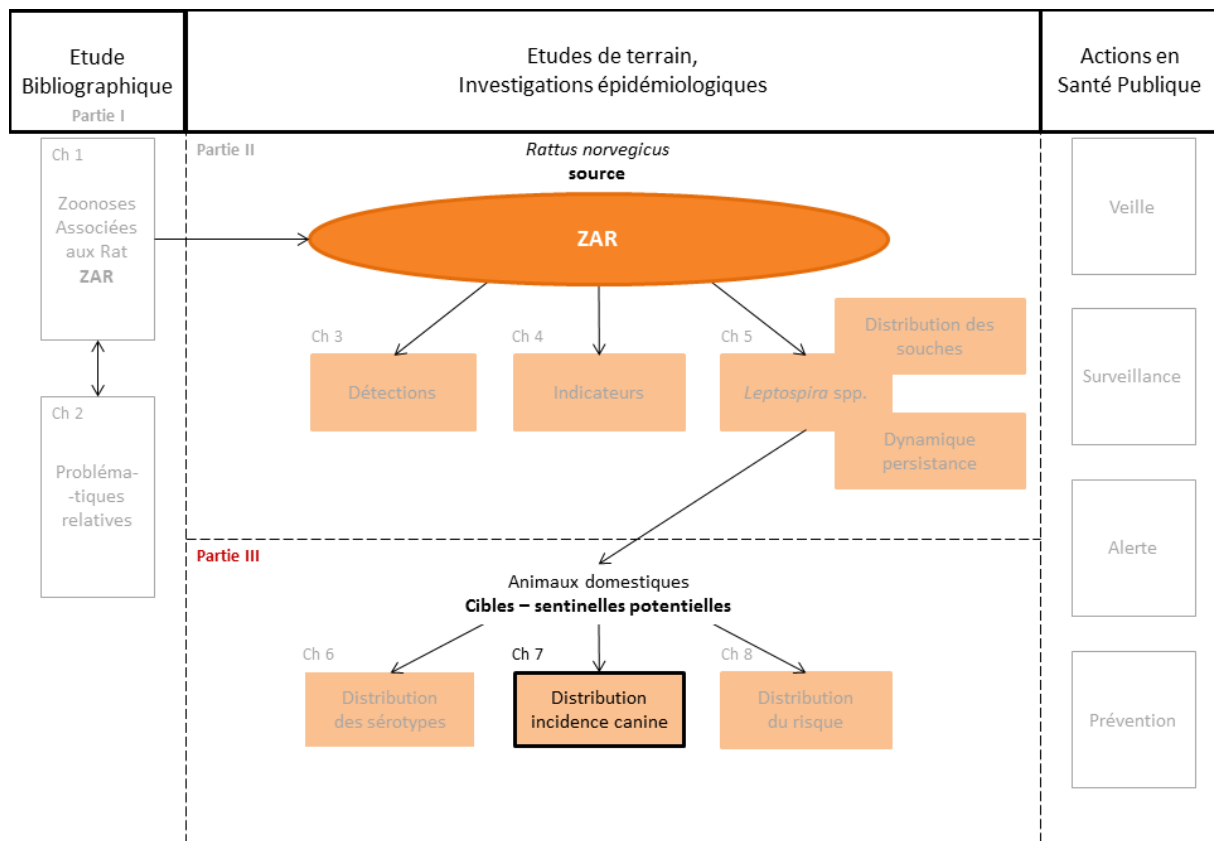 Etude
Bibliographique
Partie I
Etudes de terrain,
Investigations épidémiologiques
Actions en
Santé Publique
Ch 1
Zoonoses
Associées
aux Rat
ZAR
Ch 2
Probléma-
-tiques
relatives
Partie II
Rattus norvegicus
source
ZAR
Ch 3
Détections
Ch 4
Indicateurs
Ch 5
Leptospira spp.
Distribution des
souches
Dynamique
persistance
Partie III
Animaux domestiques
Cibles – sentinelles potentielles
Ch 6
Distribution
des sérotypes
Ch 7
Distribution
incidence canine
Ch 8
Distribution
du risque
Veille
Surveillance
Alerte
Prévention